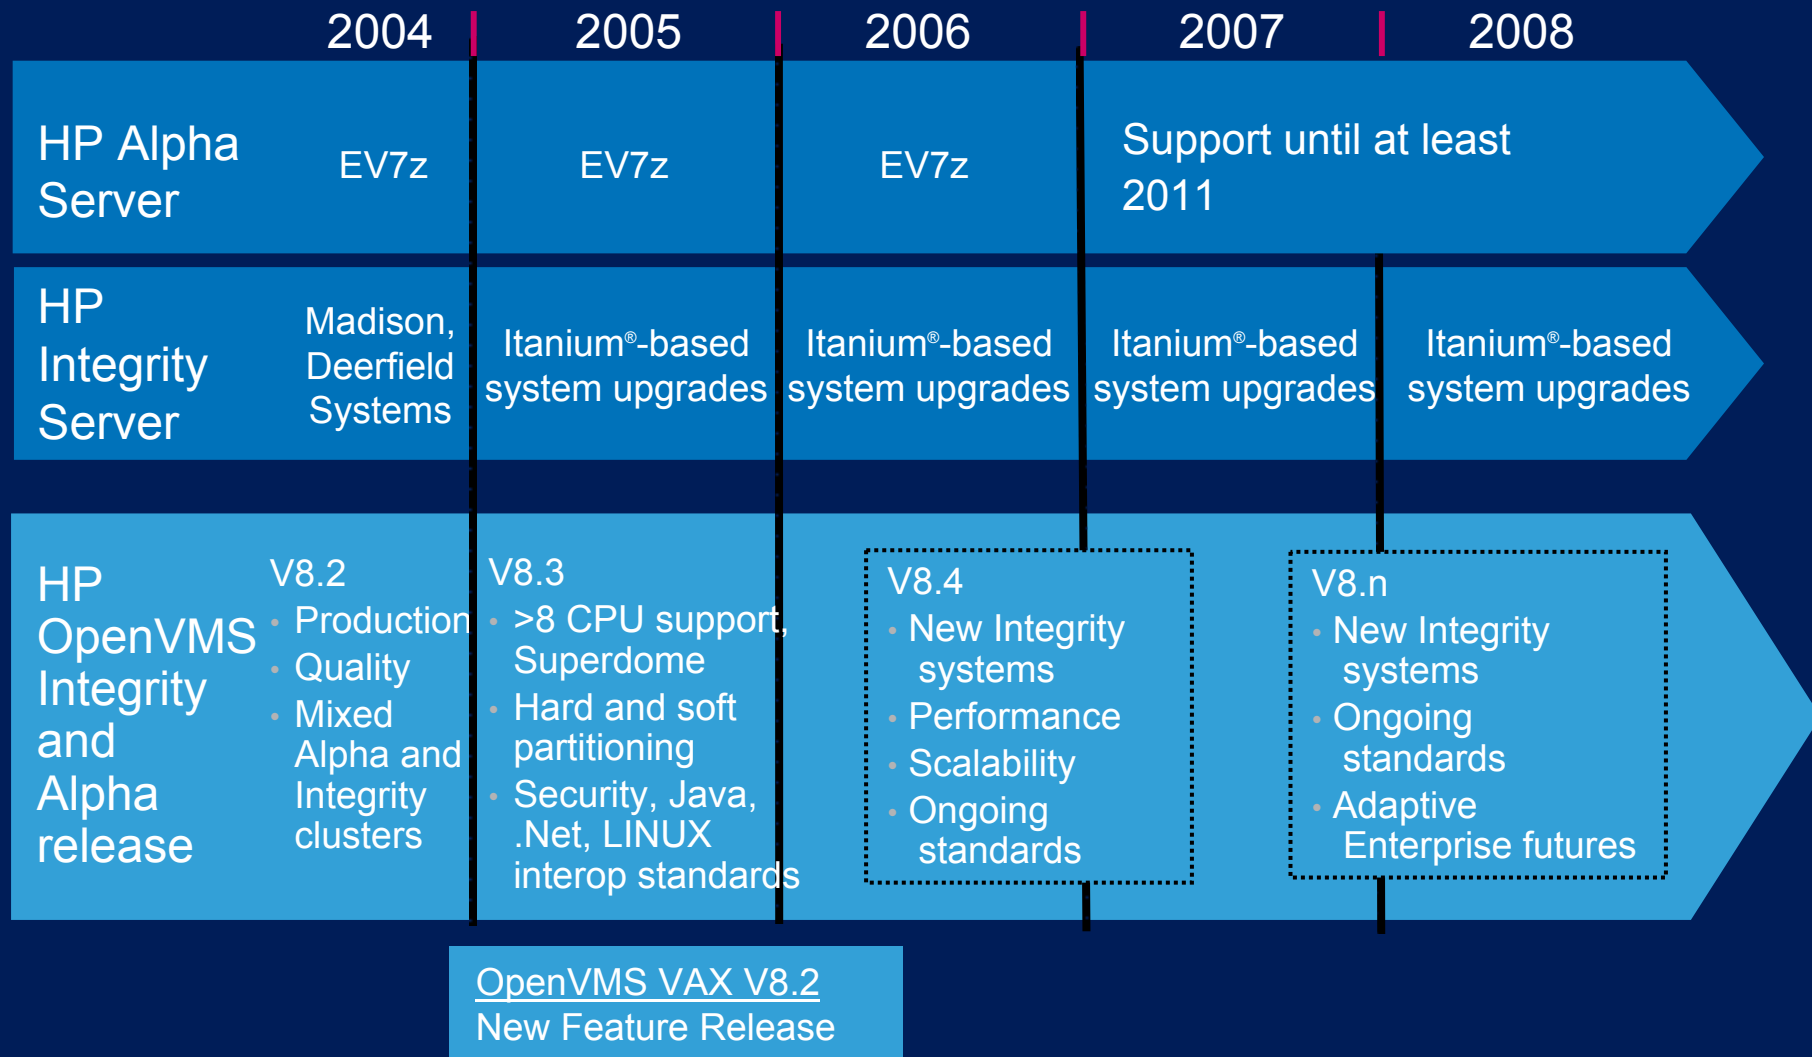 2004
2005
2006
2007
2008
HP Alpha
Server
EV7z
EV7z
EV7z
Support until at least
2011
HP
Integrity
Server
Madison,
Deerfield
Systems
Itanium®-based
system upgrades
Itanium®-based
system upgrades
Itanium®-based
system upgrades
Itanium®-based
system upgrades
HP
OpenVMS
Integrity
and
Alpha
release
V8.2
• Production
• Quality
• Mixed
Alpha and
Integrity
clusters
V8.3
• >8 CPU support,
Superdome
• Hard and soft
partitioning
• Security, Java,
.Net, LINUX
interop standards
V8.4
• New Integrity
systems
• Performance
• Scalability
• Ongoing
standards
V8.n
• New Integrity
systems
• Ongoing
standards
• Adaptive
Enterprise futures
OpenVMS VAX V8.2
New Feature Release